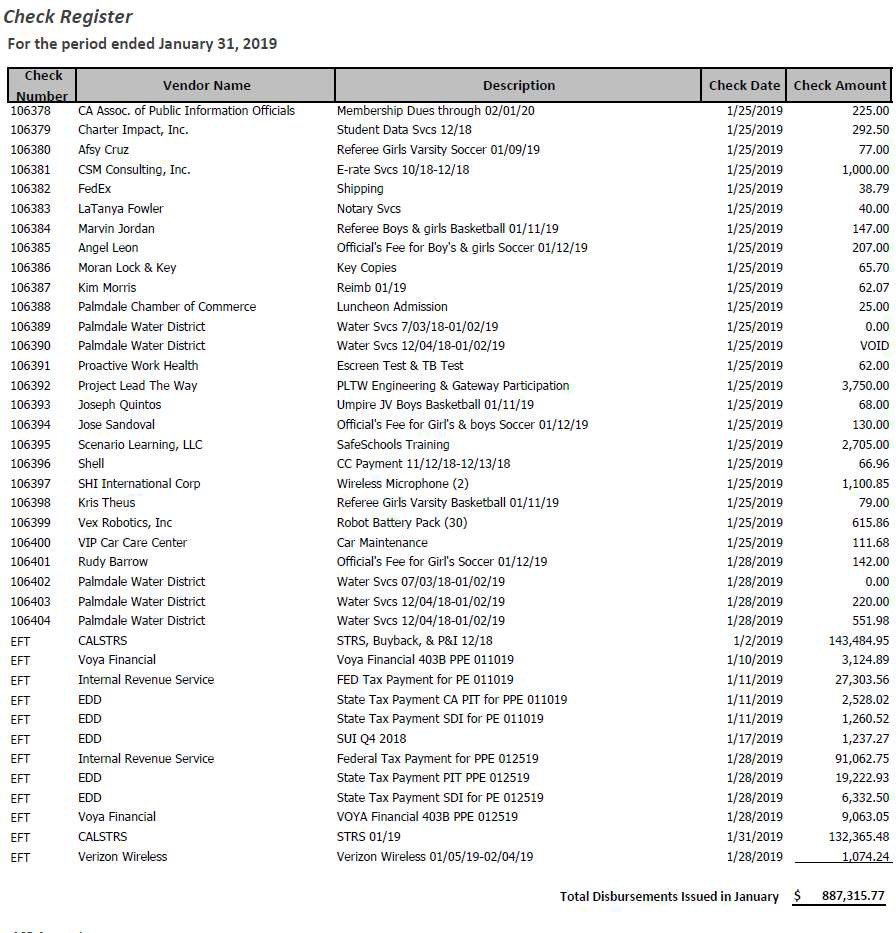 Check Register
For the period ended January 31, 2019
Check Number Vendor Name Description Check Date Check Amount
106378 CA Assoc. of Public Information Officials Membership Dues through 02/01/20 1/25/2019 225.00
106379 Charter Impact, Inc. Student Data Svcs 12/18 1/25/2019 292.50
106380 Afsy Cruz Referee Girls Varsity Soccer 01/09/19 1/25/2019 77.00
106381 CSM Consulting, Inc. E-rate Svcs 10/18-12/18 1/25/2019 1,000.00
106382 FedEx Shipping 1/25/2019 38.79
106383 LaTanya Fowler Notary Svcs 1/25/2019 40.00
106384 Marvin Jordan Referee Boys & girls Basketball 01/11/19 1/25/2019 147.00
106385 Angel Leon Official's Fee for Boy's & girls Soccer 01/12/19 1/25/2019 207.00
106386 Moran Lock & Key Key Copies 1/25/2019 65.70
106387 Kim Morris Reimb 01/19 1/25/2019 62.07
106388 Palmdale Chamber of Commerce Luncheon Admission 1/25/2019 25.00
106389 Palmdale Water District Water Svcs 7/03/18-01/02/19 1/25/2019 0.00
106390 Palmdale Water District Water Svcs 12/04/18-01/02/19 1/25/2019 VOID
106391 Proactive Work Health Escreen Test & TB Test 1/25/2019 62.00
106392 Project Lead The Way PLTW Engineering & Gateway Participation 1/25/2019 3,750.00
106393 Joseph Quintos Umpire JV Boys Basketball 01/11/19 1/25/2019 68.00
106394 Jose Sandoval Official's Fee for Girl's & boys Soccer 01/12/19 1/25/2019 130.00
106395 Scenario Learning, LLC SafeSchools Training 1/25/2019 2,705.00
106396 Shell CC Payment 11/12/18-12/13/18 1/25/2019 66.96
106397 SHI International Corp Wireless Microphone (2) 1/25/2019 1,100.85
106398 Kris Theus Referee Girls Varsity Basketball 01/11/19 1/25/2019 79.00
106399 Vex Robotics, Inc Robot Battery Pack (30) 1/25/2019 615.86
106400 VIP Car Care Center Car Maintenance 1/25/2019 111.68
106401 Rudy Barrow Official's Fee for Girl's Soccer 01/12/19 1/28/2019 142.00
106402 Palmdale Water District Water Svcs 07/03/18-01/02/19 1/28/2019 0.00
106403 Palmdale Water District Water Svcs 12/04/18-01/02/19 1/28/2019 220.00
106404 Palmdale Water District Water Svcs 12/04/18-01/02/19 1/28/2019 551.98
EFT CALSTRS STRS, Buyback, & P&I 12/18 1/2/2019 143,484.95
EFT Voya Financial Voya Financial 403B PPE 011019 1/10/2019 3,124.89
EFT Internal Revenue Service FED Tax Payment for PE 011019 1/11/2019 27,303.56
EFT EDD State Tax Payment CA PIT for PPE 011019 1/11/2019 2,528.02
EFT EDD State Tax Payment SDI for PE 011019 1/11/2019 1,260.52
EFT EDD SUI Q4 2018 1/17/2019 1,237.27
EFT Internal Revenue Service Federal Tax Payment for PPE 012519 1/28/2019 91,062.75
EFT EDD State Tax Payment PIT PPE 012519 1/28/2019 19,222.93
EFT EDD State Tax Payment SDI for PE 012519 1/28/2019 6,332.50
EFT Voya Financial VOYA Financial 403B PPE 012519 1/28/2019 9,063.05
EFT CALSTRS STRS 01/19 1/31/2019 132,365.48
EFT Verizon Wireless Verizon Wireless 01/05/19-02/04/19 1/28/2019 1,074.24
Total Disbursements Issued in January $ 887,315.77